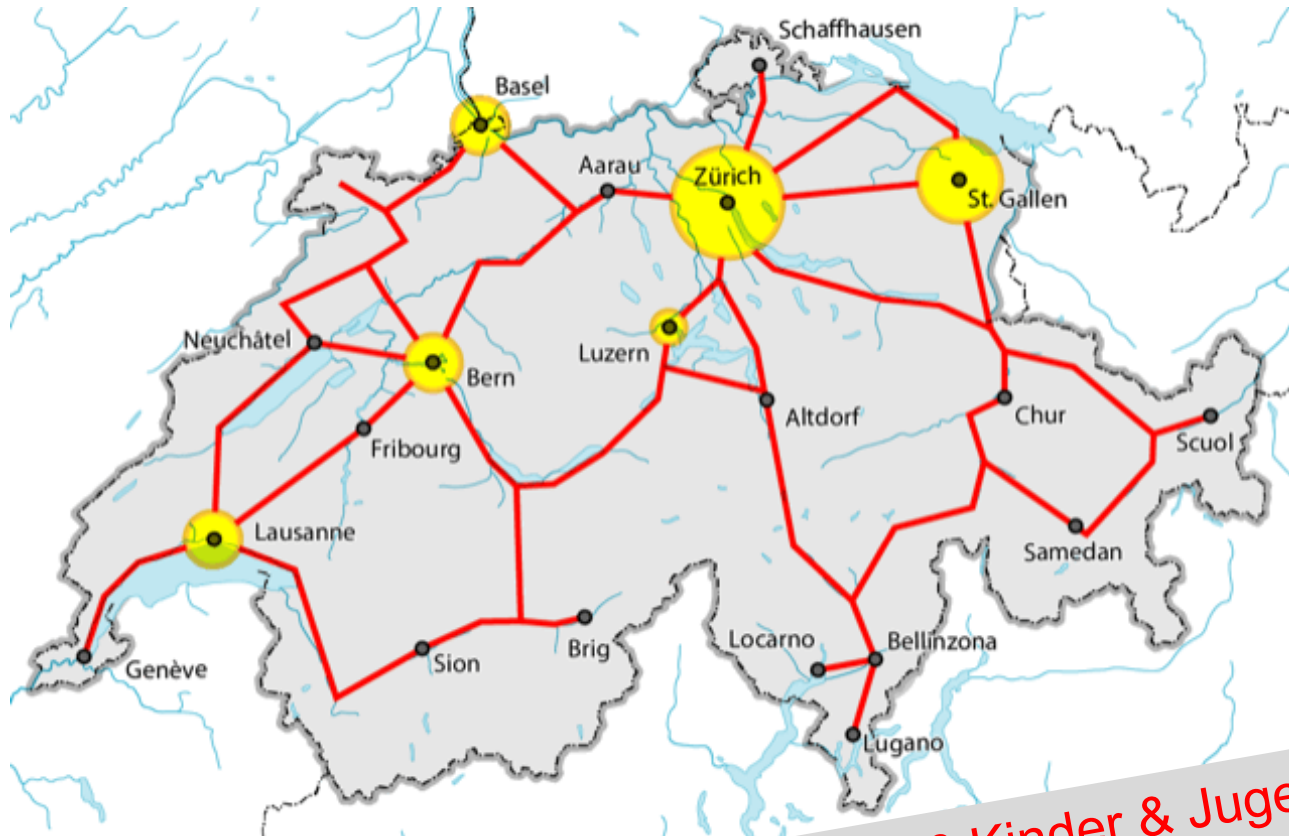 Schaffhausen
Basel
Aarau
Zürich
St. Gallen
Neuchâtel
Luzern
Bern
Altdorf
Chur
Scuol
Fribourg
Lausanne
Samedan
Locarno
Bellinzona
Brig
Sion
Genève
Lugano
Kinder & Juge